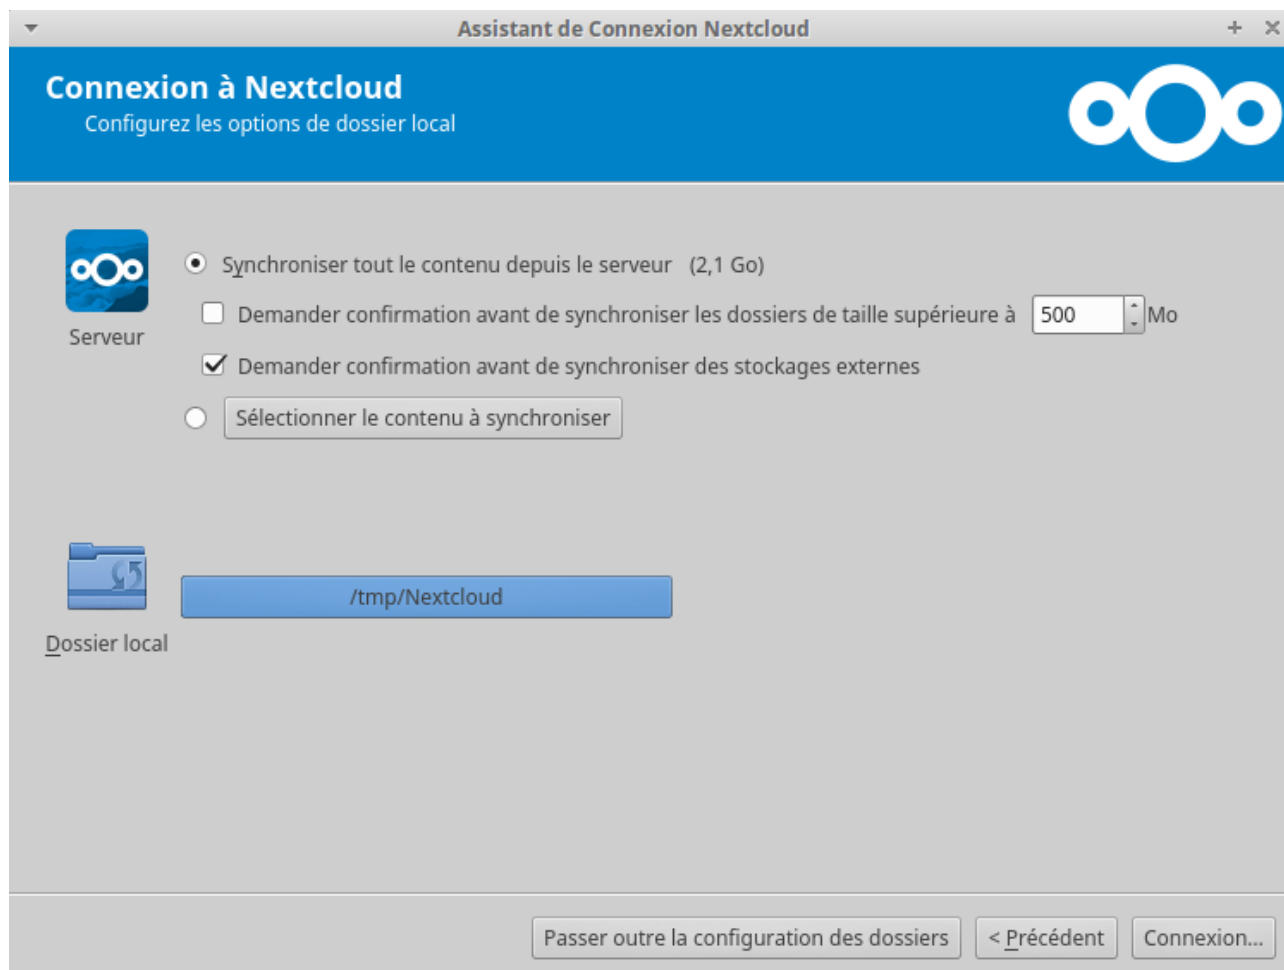 Assistant de Connexion Nextcloud
Connexion à Nextcloud
Configurez les options de dossier local
Synchroniser tout le contenu depuis le serveur (2,1 Go)
Demander confirmation avant de synchroniser les dossiers de taille supérieure à 500 Mo
Serveur
Demander confirmation avant de synchroniser des stockages externes
Sélectionner le contenu à synchroniser
/tmp/Nextcloud
Dossier local
Passer outre la configuration des dossiers < Précédent Connexion...